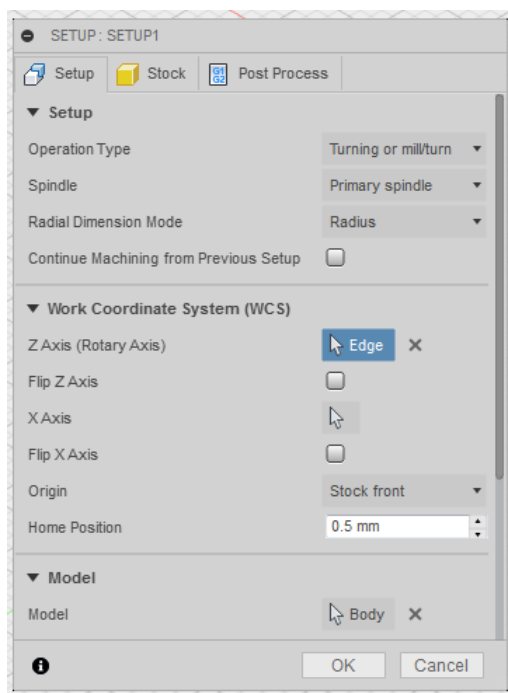 SETUP: SETUP1
Setup Stock G1 G2 Post Process
Setup
Operation Type Turning or mill/turn
Spindle Primary spindle
Radial Dimension Mode Radius
Continue Machining from Previous Setup
Work Coordinate System (WCS)
Z Axis (Rotary Axis) Edge
Flip Z Axis
X Axis
Flip X Axis
Origin Stock front
Home Position 0.5 mm
Model
Model Body
OK Cancel